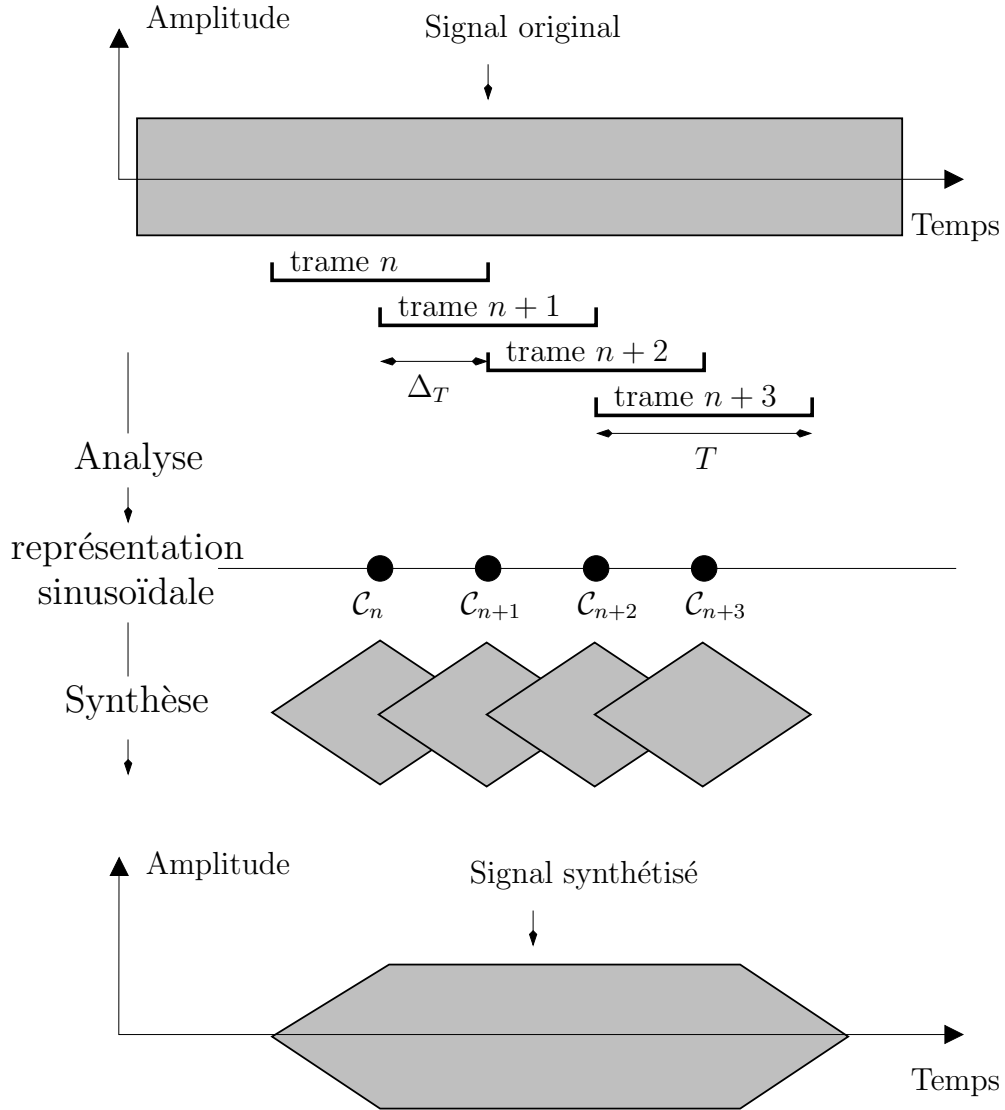 Amplitude
Signal original
Temps
trame n
trame n + 1
trame n + 2
Δ_T
trame n + 3
T
Analyse
représentation
sinusoïdale
C_n
C_{n+1}
C_{n+2}
C_{n+3}
Synthèse
Amplitude
Signal synthétisé
Temps